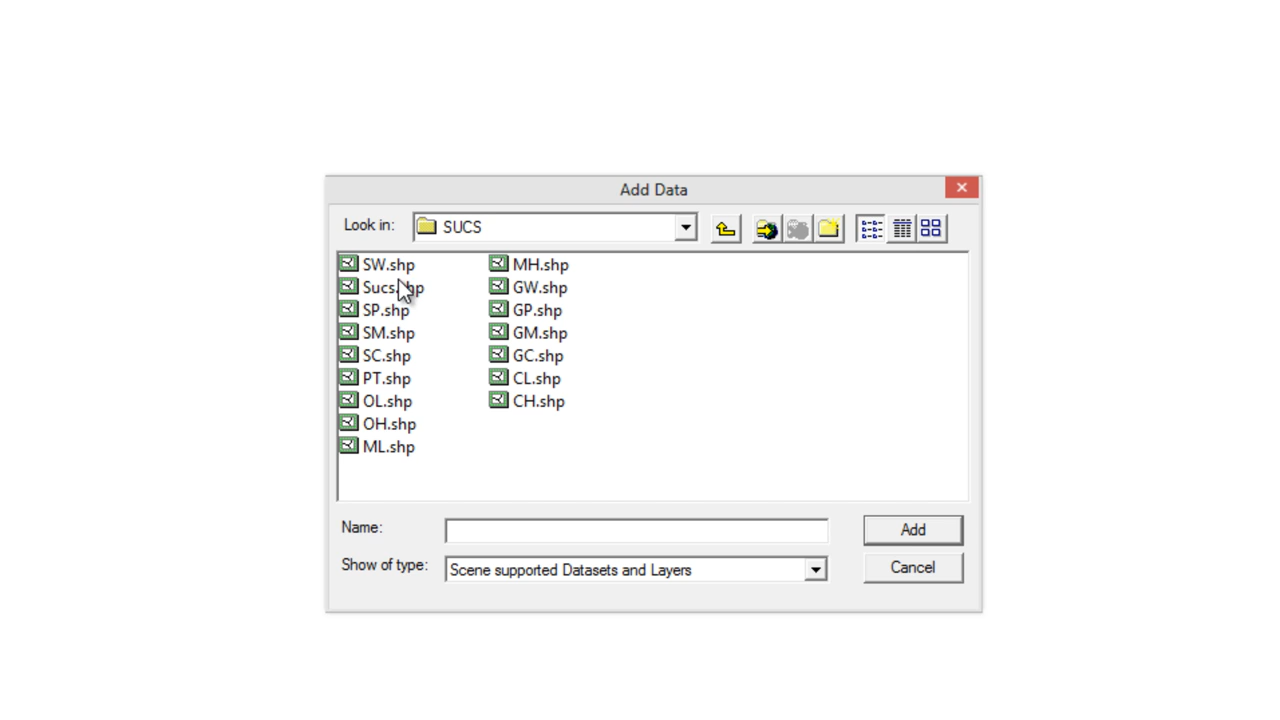 Add Data
Look in: SUCS
SW.shp
Sucs.shp
SP.shp
SM.shp
SC.shp
PT.shp
OL.shp
OH.shp
ML.shp
MH.shp
GW.shp
GP.shp
GM.shp
GC.shp
CL.shp
CH.shp
Name:
Add
Show of type: Scene supported Datasets and Layers
Cancel